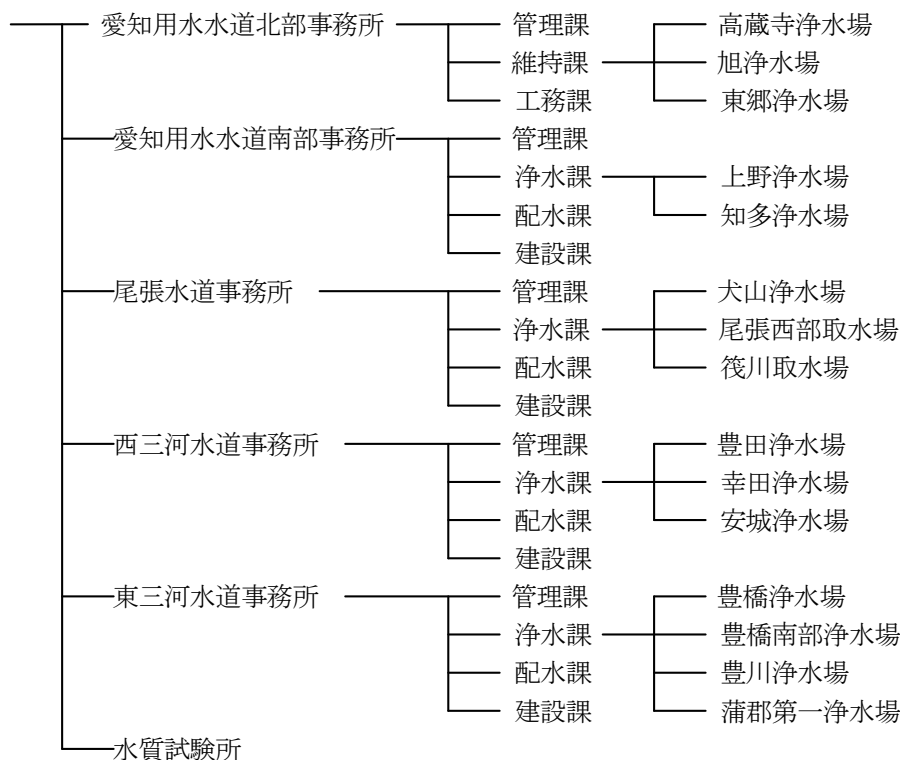 愛知用水水道北部事務所 管理課 高蔵寺浄水場
維持課 旭浄水場
工務課 東郷浄水場
愛知用水水道南部事務所 管理課
浄水課 上野浄水場
配水課 知多浄水場
建設課
尾張水道事務所 管理課 犬山浄水場
浄水課 尾張西部取水場
配水課 筏川取水場
建設課
西三河水道事務所 管理課 豊田浄水場
浄水課 幸田浄水場
配水課 安城浄水場
建設課
東三河水道事務所 管理課 豊橋浄水場
浄水課 豊橋南部浄水場
配水課 豊川浄水場
建設課 蒲郡第一浄水場
水質試験所